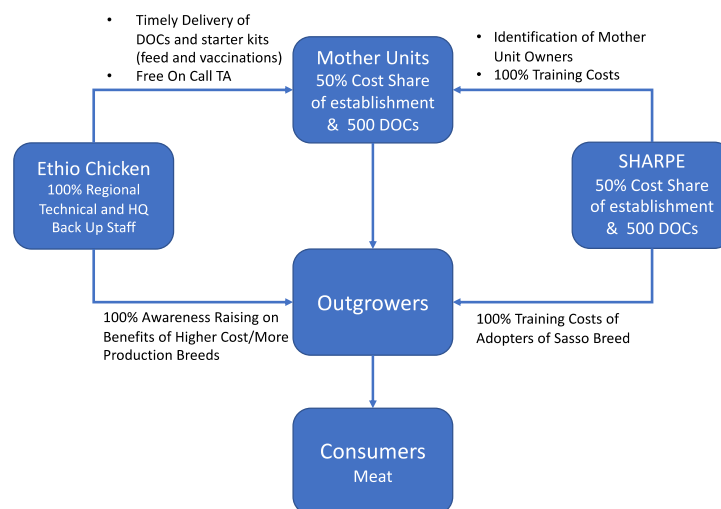 • Timely Delivery of
DOCs and starter kits
(feed and vaccinations)
• Free On Call TA
Mother Units
50% Cost Share
of establishment
& 500 DOCs
• Identification of Mother
Unit Owners
• 100% Training Costs
Ethio Chicken
100% Regional
Technical and HQ
Back Up Staff
SHARPE
50% Cost Share
of establishment
& 500 DOCs
Outgrowers
100% Awareness Raising on
Benefits of Higher Cost/More
Production Breeds
100% Training Costs of
Adopters of Sasso Breed
Consumers
Meat